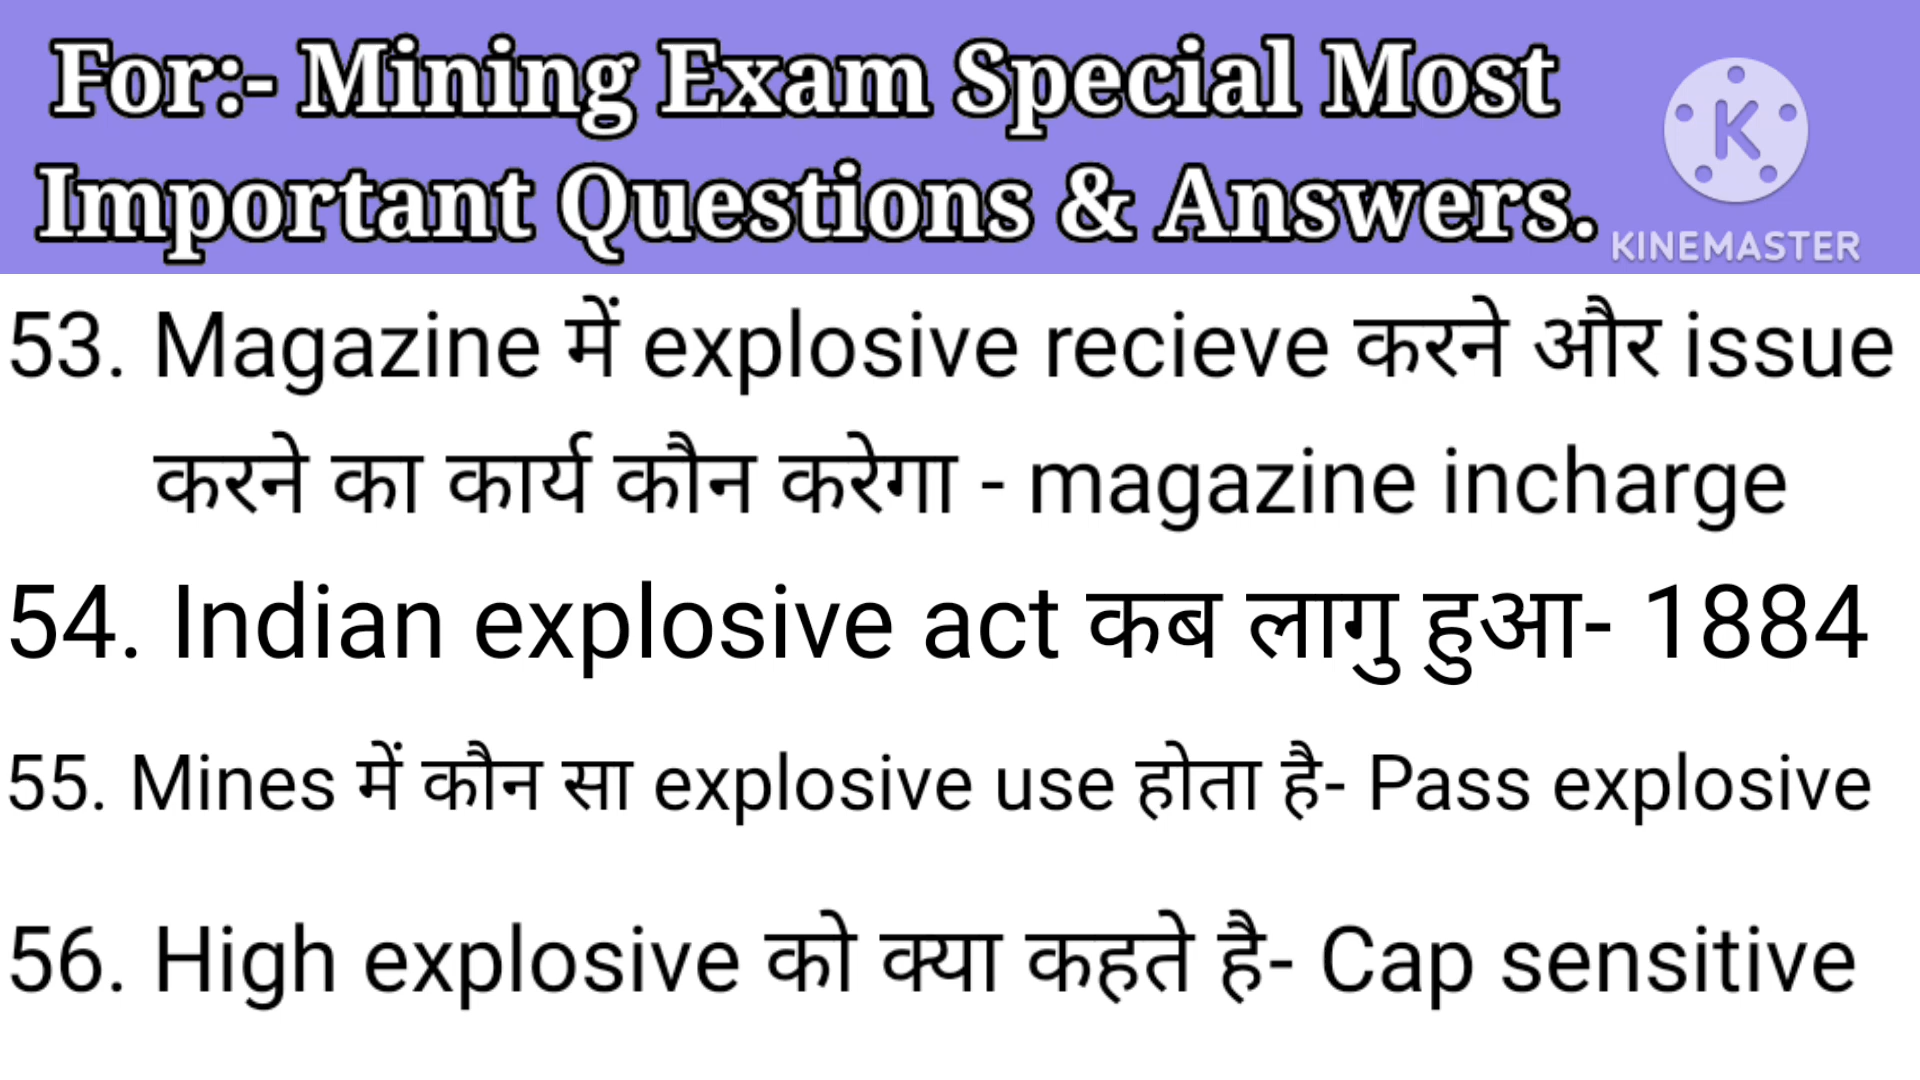 For:- Mining Exam Special Most
Important Questions & Answers.
K
KINEMASTER
53. Magazine में explosive recieve करने और issue
करने का कार्य कौन करेगा - magazine incharge
54. Indian explosive act कब लागु हुआ- 1884
55. Mines में कौन सा explosive use होता है- Pass explosive
56. High explosive को क्या कहते है- Cap sensitive